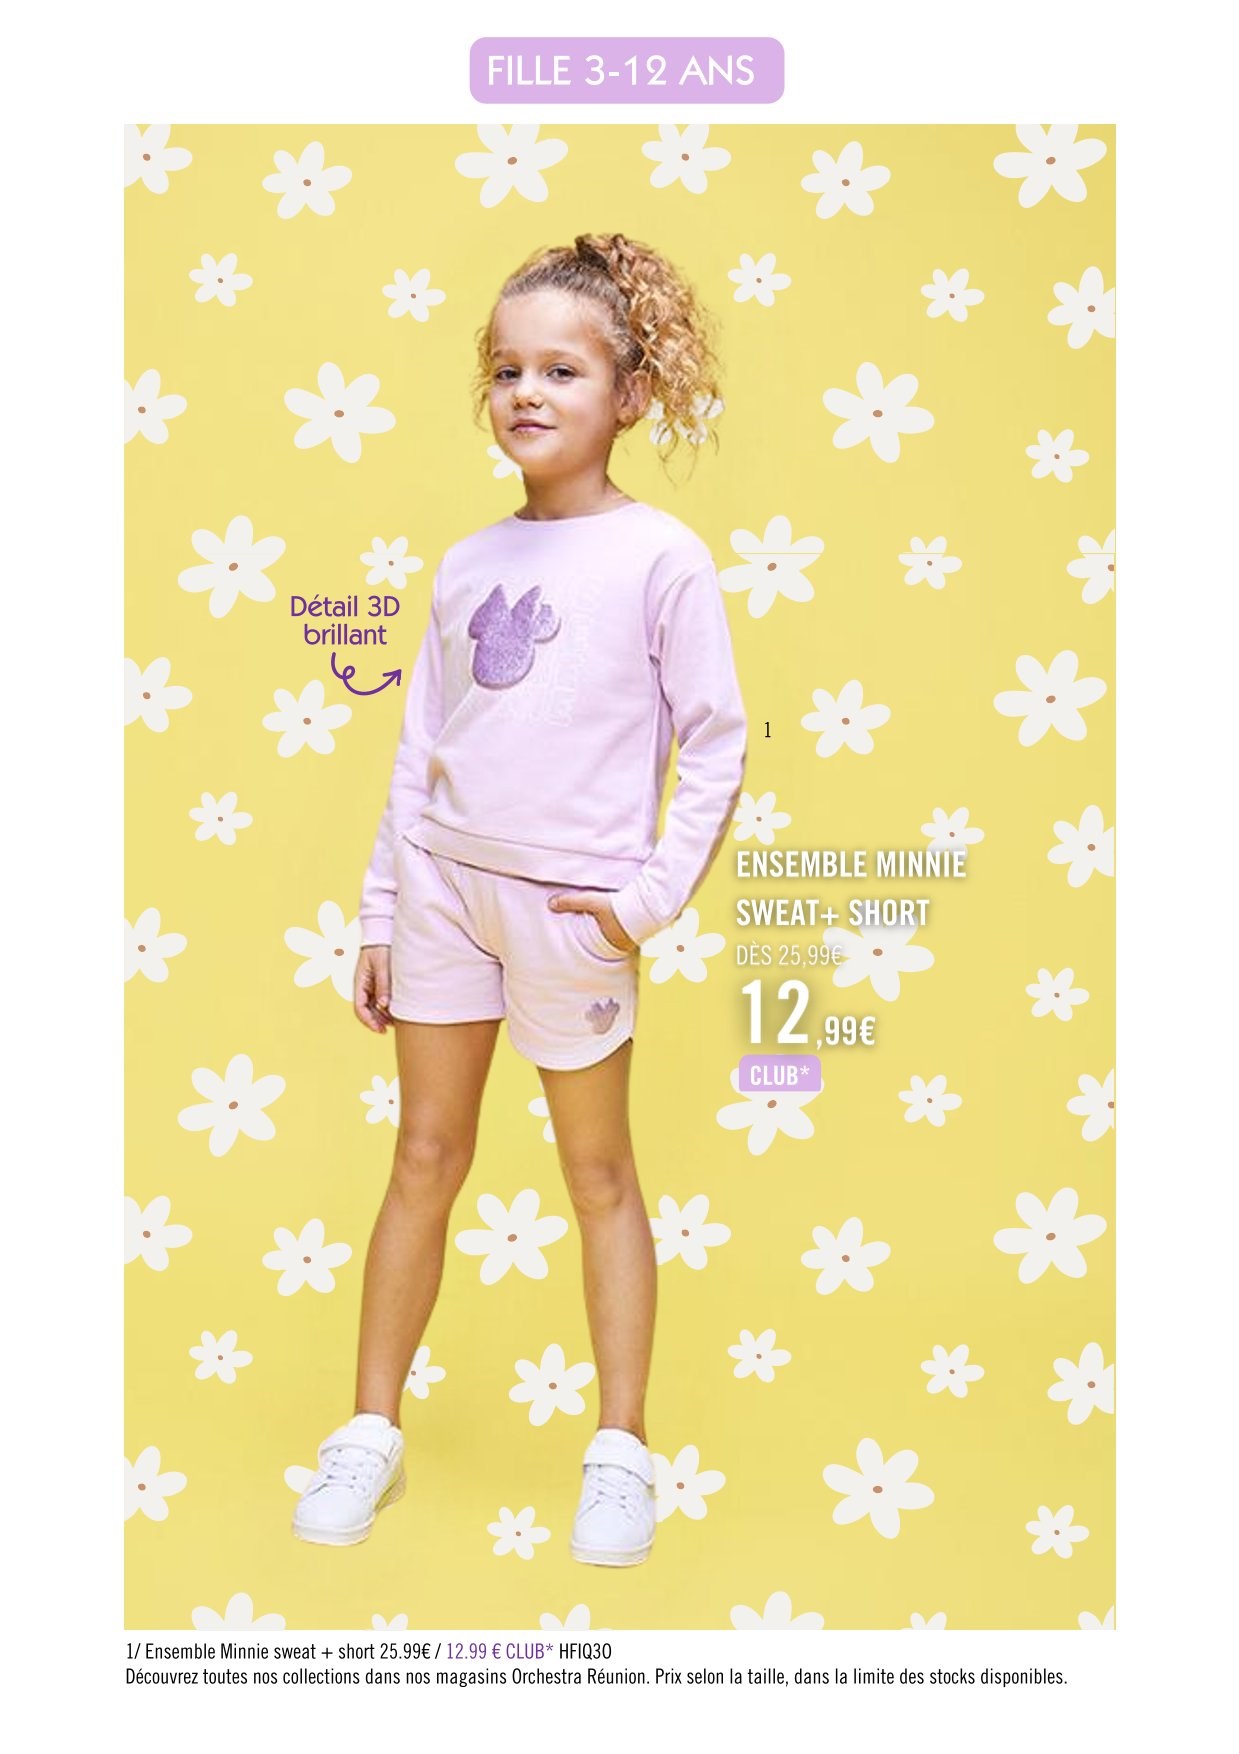 FILLE 3-12 ANS
Détail 3D
brillant
1
ENSEMBLE MINNIE
SWEAT+ SHORT
DÈS 25,99€
12,99€
CLUB*
1/ Ensemble Minnie sweat + short 25.99€ / 12.99 € CLUB* HFIQ3O
Découvrez toutes nos collections dans nos magasins Orchestra Réunion. Prix selon la taille, dans la limite des stocks disponibles.